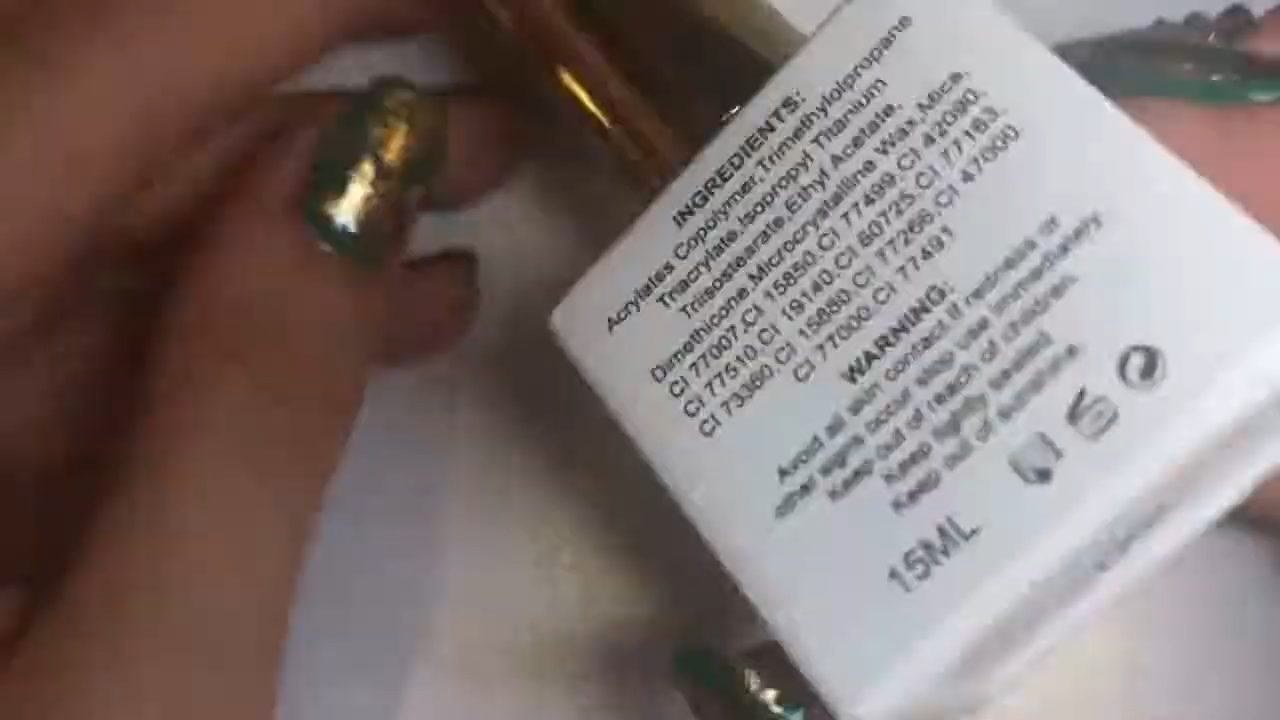 INGREDIENTS:
Acrylates Copolymer,Trimethylolpropane
Triacrylate,Isopropyl Titanium
Triisostearate,Ethyl Acetate,
Dimethicone,Microcrystalline Wax,Mica,
CI 77007,CI 15850,CI 77499,CI 42090,
CI 77510,CI 19140,CI 60725,CI 77163,
CI 73360,CI 15880,CI 77266,CI 47000
CI 77000,CI 77491
WARNING:
Avoid all skin contact if redness or
other signs occur stop use immediately
Keep out of reach of children
Keep tightly sealed
Keep out of sunshine
15ML